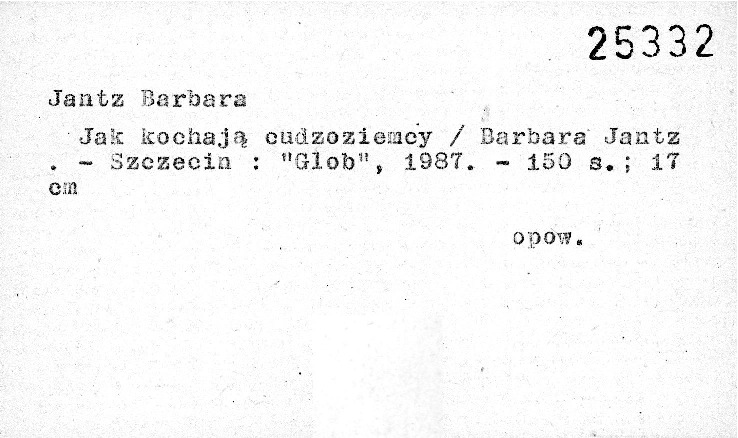 25332
Jantz Barbara
Jak kochają cudzoziemcy / Barbara Jantz
. - Szczecin : "Glob", 1987. - 150 s.; 17
cm
opow.